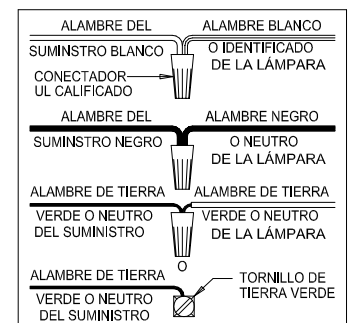 ALAMBRE DEL
SUMINSTRO BLANCO
ALAMBRE BLANCO
O IDENTIFICADO
DE LA LÁMPARA
CONECTADOR
UL CALIFICADO
ALAMBRE DEL
SUMINSTRO NEGRO
ALAMBRE NEGRO
O NEUTRO
DE LA LÁMPARA
ALAMBRE DE TIERRA
VERDE O NEUTRO
DEL SUMINISTRO
ALAMBRE DE TIERRA
VERDE O NEUTRO
DE LA LÁMPARA
O
ALAMBRE DE TIERRA
VERDE O NEUTRO
DEL SUMINISTRO
TORNILLO DE
TIERRA VERDE